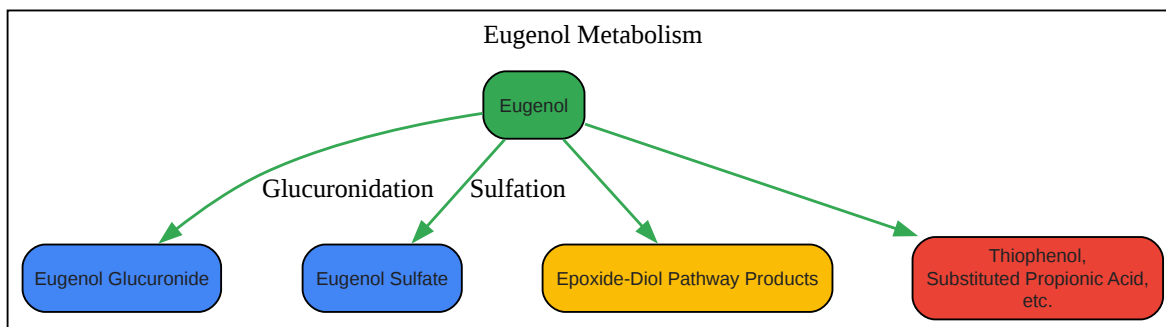 Eugenol Metabolism
Eugenol
Glucuronidation
Sulfation
Eugenol Glucuronide
Eugenol Sulfate
Epoxide-Diol Pathway Products
Thiophenol,
Substituted Propionic Acid,
etc.